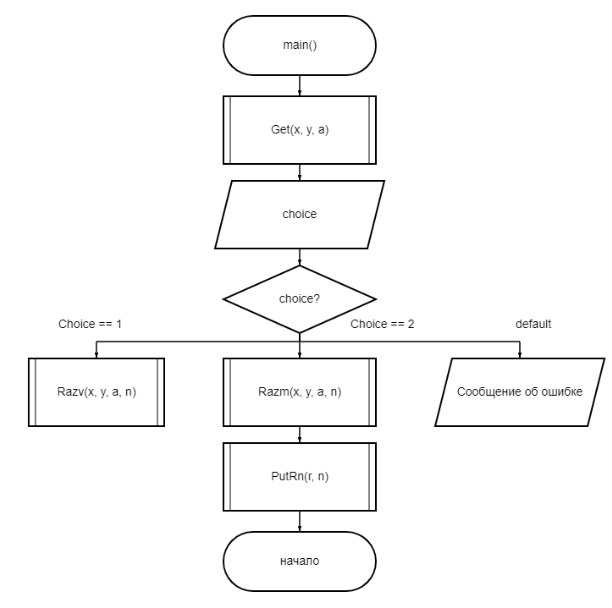 main()
Get(x, y, a)
choice
choice?
Choice == 1
Choice == 2
default
Razv(x, y, a, n)
Razm(x, y, a, n)
Сообщение об ошибке
PutRn(r, n)
начало